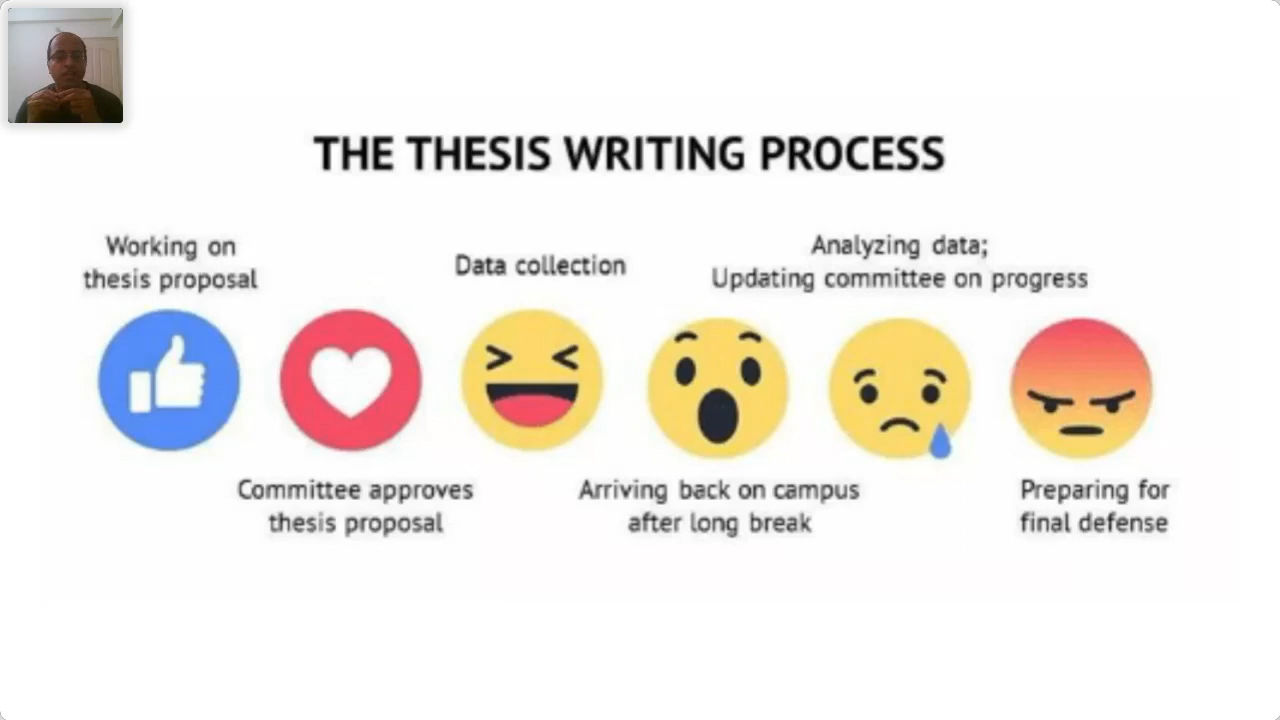 THE THESIS WRITING PROCESS
Working on
thesis proposal
Committee approves
thesis proposal
Data collection
Arriving back on campus
after long break
Analyzing data;
Updating committee on progress
Preparing for
final defense